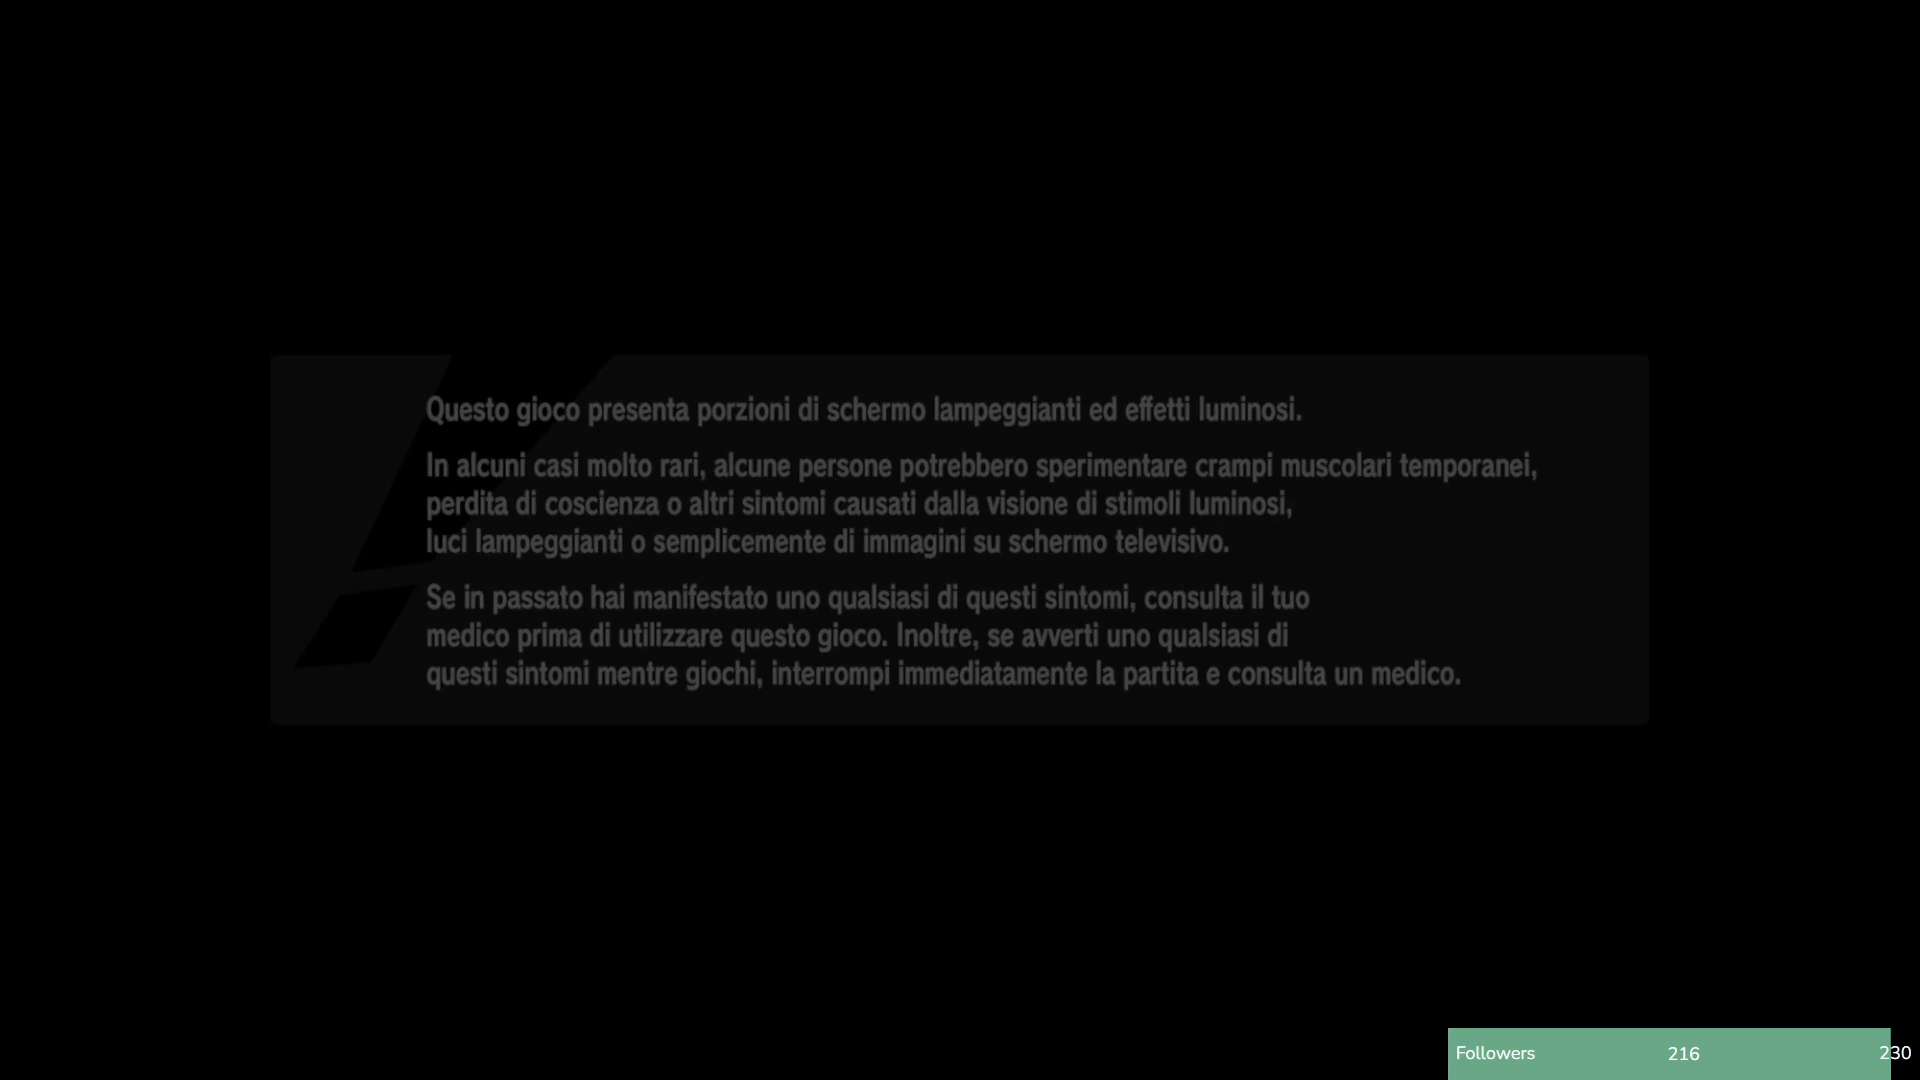 Questo gioco presenta porzioni di schermo lampeggianti ed effetti luminosi.
In alcuni casi molto rari, alcune persone potrebbero sperimentare crampi muscolari temporanei,
perdita di coscienza o altri sintomi causati dalla visione di stimoli luminosi,
luci lampeggianti o semplicemente di immagini su schermo televisivo.
Se in passato hai manifestato uno qualsiasi di questi sintomi, consulta il tuo
medico prima di utilizzare questo gioco. Inoltre, se avverti uno qualsiasi di
questi sintomi mentre giochi, interrompi immediatamente la partita e consulta un medico.
Followers 216 230